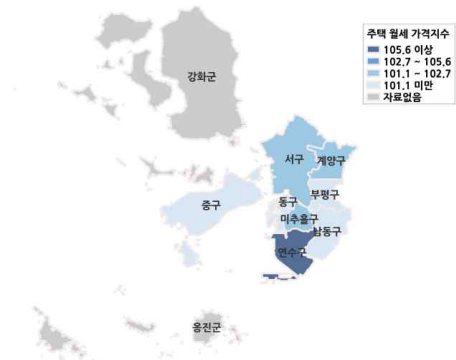 주택 월세 가격지수
105.6 이상
102.7 ~ 105.6
101.1 ~ 102.7
101.1 미만
자료없음
강화군
서구
계양구
중구
동구
부평구
미추홀구
남동구
연수구
옹진군